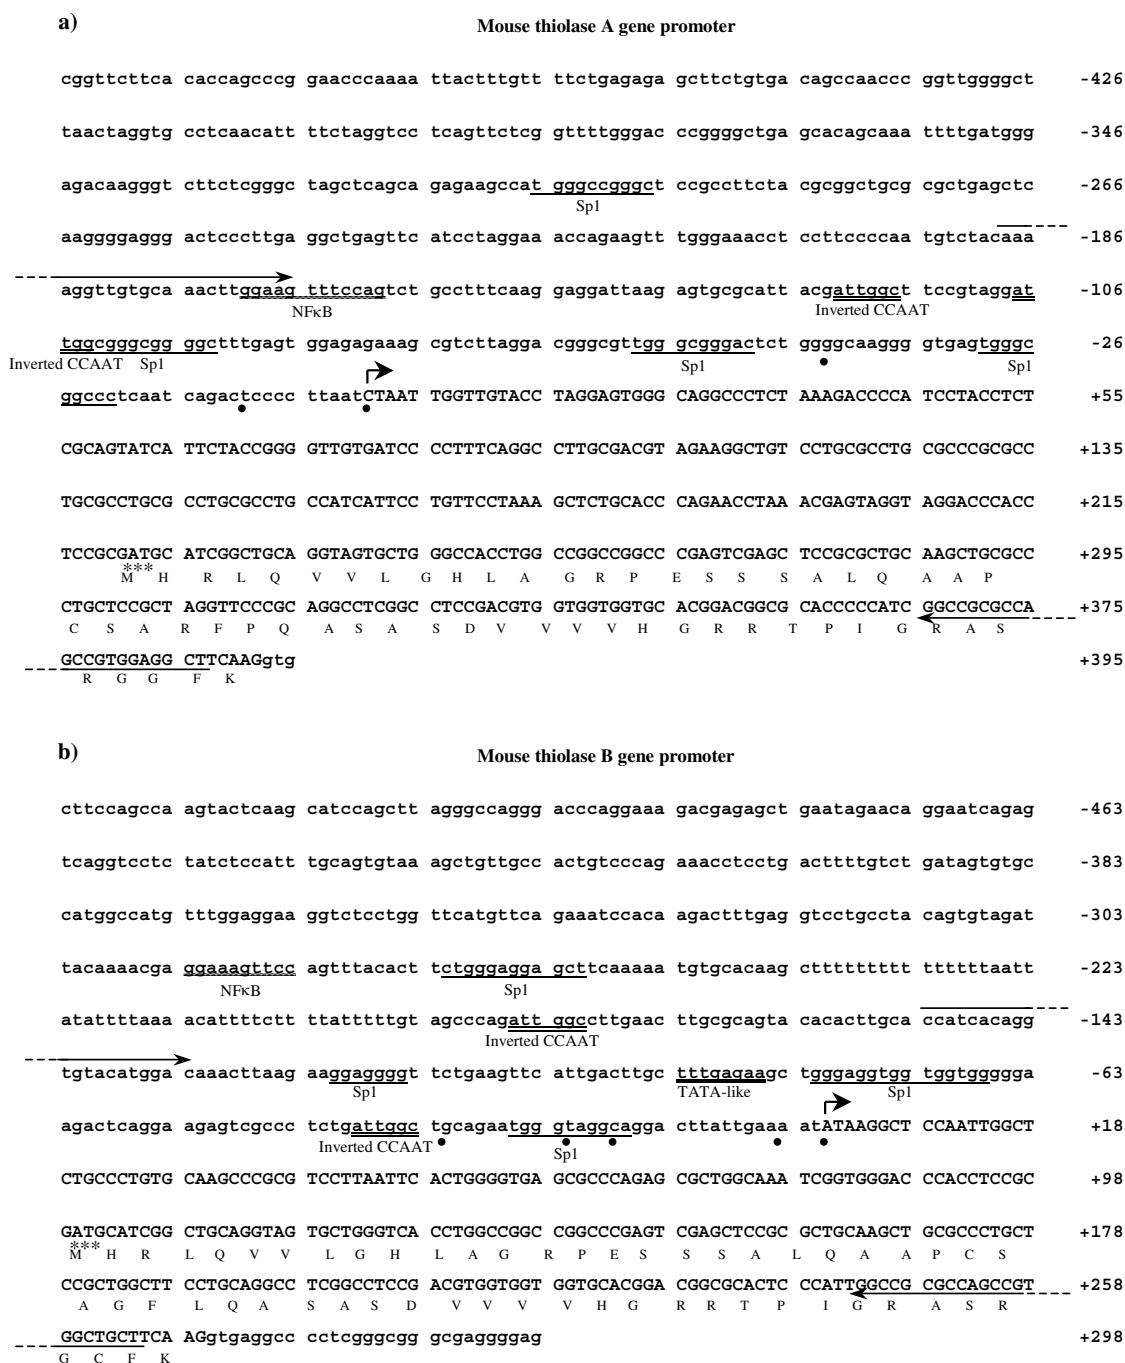 a)
Mouse thiolase A gene promoter
cggttcttca caccagcccg gaacccaaaa ttactttgtt ttctgagaga gcttctgtga cagccaaccc ggttggggct -426
taactaggtg cctcaacatt ttctaggtcc tcagttctcg gttttgggac ccggggctga gcacagcaaa ttttgatggg -346
agacaagggt cttctcgggc tagctcagca gagaagccat gggccgggct ccgccttcta cgcggctgcg cgctgagctc -266
Sp1
aaggggaggg actcccttga ggctgagttc atcctaggaa accagaagtt tgggaaacct ccttccccaa tgtctacaaa -186
aggttgtgca aacttggaag tttccagtct gcctttcaag gaggattaag agtgcgcatt acgattggct tccgtaggat -106
NFκB Inverted CCAAT
tggcgggcgg ggctttgagt ggagagaaag cgtcttagga cgggcgttgg gcgggactct ggggcaaggg gtgagtgggc -26
Inverted CCAAT Sp1 Sp1 Sp1
ggccctcaat cagactcccc ttaatCTAAT TGGTTGTACC TAGGAGTGGG CAGGCCCTCT AAAGACCCCA TCCTACCTCT +55
CGCAGTATCA TTCTACCGGG GTTGTGATCC CCTTTCAGGC CTTGCGACGT AGAAGGCTGT CCTGCGCCTG CGCCCGCGCC +135
TGCGCCTGCG CCTGCGCCTG CCATCATTCC TGTTCCTAAA GCTCTGCACC CAGAACCTAA ACGAGTAGGT AGGACCCACC +215
TCCGCGATGC ATCGGCTGCA GGTAGTGCTG GGCCACCTGG CCGGCCGGCC CGAGTCGAGC TCCGCGCTGC AAGCTGCGCC +295
***
M H R L Q V V L G H L A G R P E S S S A L Q A A P
CTGCTCCGCT AGGTTCCCGC AGGCCTCGGC CTCCGACGTG GTGGTGGTGC ACGGACGGCG CACCCCCATC GGCCGCGCCA +375
C S A R F P Q A S A S D V V V V H G R R T P I G R A S
GCCGTGGAGG CTTCAAGgtg +395
R G G F K
b)
Mouse thiolase B gene promoter
cttccagcca agtactcaag catccagctt agggccaggg acccaggaaa gacgagagct gaatagaaca ggaatcagag -463
tcaggtcctc tatctccatt tgcagtgtaa agctgttgcc actgtcccag aaacctcctg acttttgtct gatagtgtgc -383
catggccatg tttggaggaa ggtctcctgg ttcatgttca gaaatccaca agactttgag gtcctgccta cagtgtagat -303
tacaaaacga ggaaagttcc agtttacact tctgggagga gcttcaaaaa tgtgcacaag cttttttttt ttttttaatt -223
NFκB Sp1
atattttaaa acattttctt ttatttttgt agcccagatt ggccttgaac ttgcgcagta cacacttgca ccatcacagg -143
Inverted CCAAT
tgtacatgga caaacttaag aaggaggggt tctgaagttc attgacttgc tttgagaagc tgggaggtgg tggtggggga -63
Sp1 TATA-like Sp1
agactcagga agagtcgccc tctgattggc tgcagaatgg gtaggcagga cttattgaaa aatATAAGGCT CCAATTGGCT +18
Inverted CCAAT Sp1
CTGCCCTGTG CAAGCCCGCG TCCTTAATTC ACTGGGGTGA GCGCCCAGAG CGCTGGCAAA TCGGTGGGAC CCACCTCCGC +98
GATGCATCGG CTGCAGGTAG TGCTGGGTCA CCTGGCCGGC CGGCCCGAGT CGAGCTCCGC GCTGCAAGCT GCGCCCTGCT +178
***
M H R L Q V V L G H L A G R P E S S S A L Q A A P C S
CCGCTGGCTT CCTGCAGGCC TCGGCCTCCG ACGTGGTGGT GGTGCACGGA CGGCGCACTC CCATTGGCCG CGCCAGCCGT +258
A G F L Q A S A S D V V V V H G R R T P I G R A S R
GGCTGCTTCA AGgtgaggcc cctcgggcgg gcgaggggag +298
G C F K